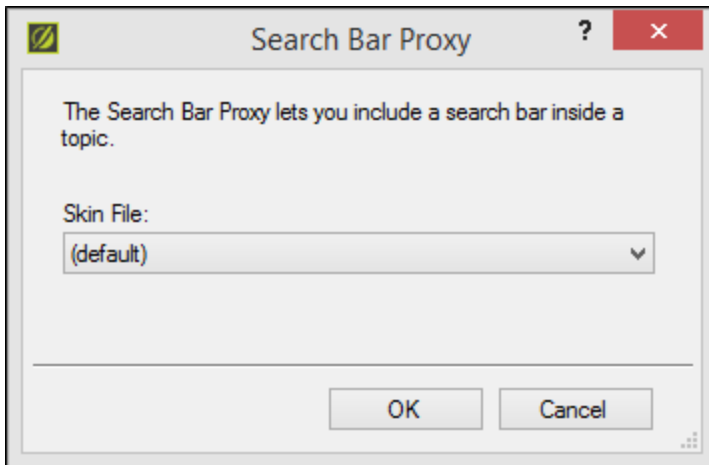 Search Bar Proxy ?
The Search Bar Proxy lets you include a search bar inside a
topic.
Skin File:
(default)
OK Cancel